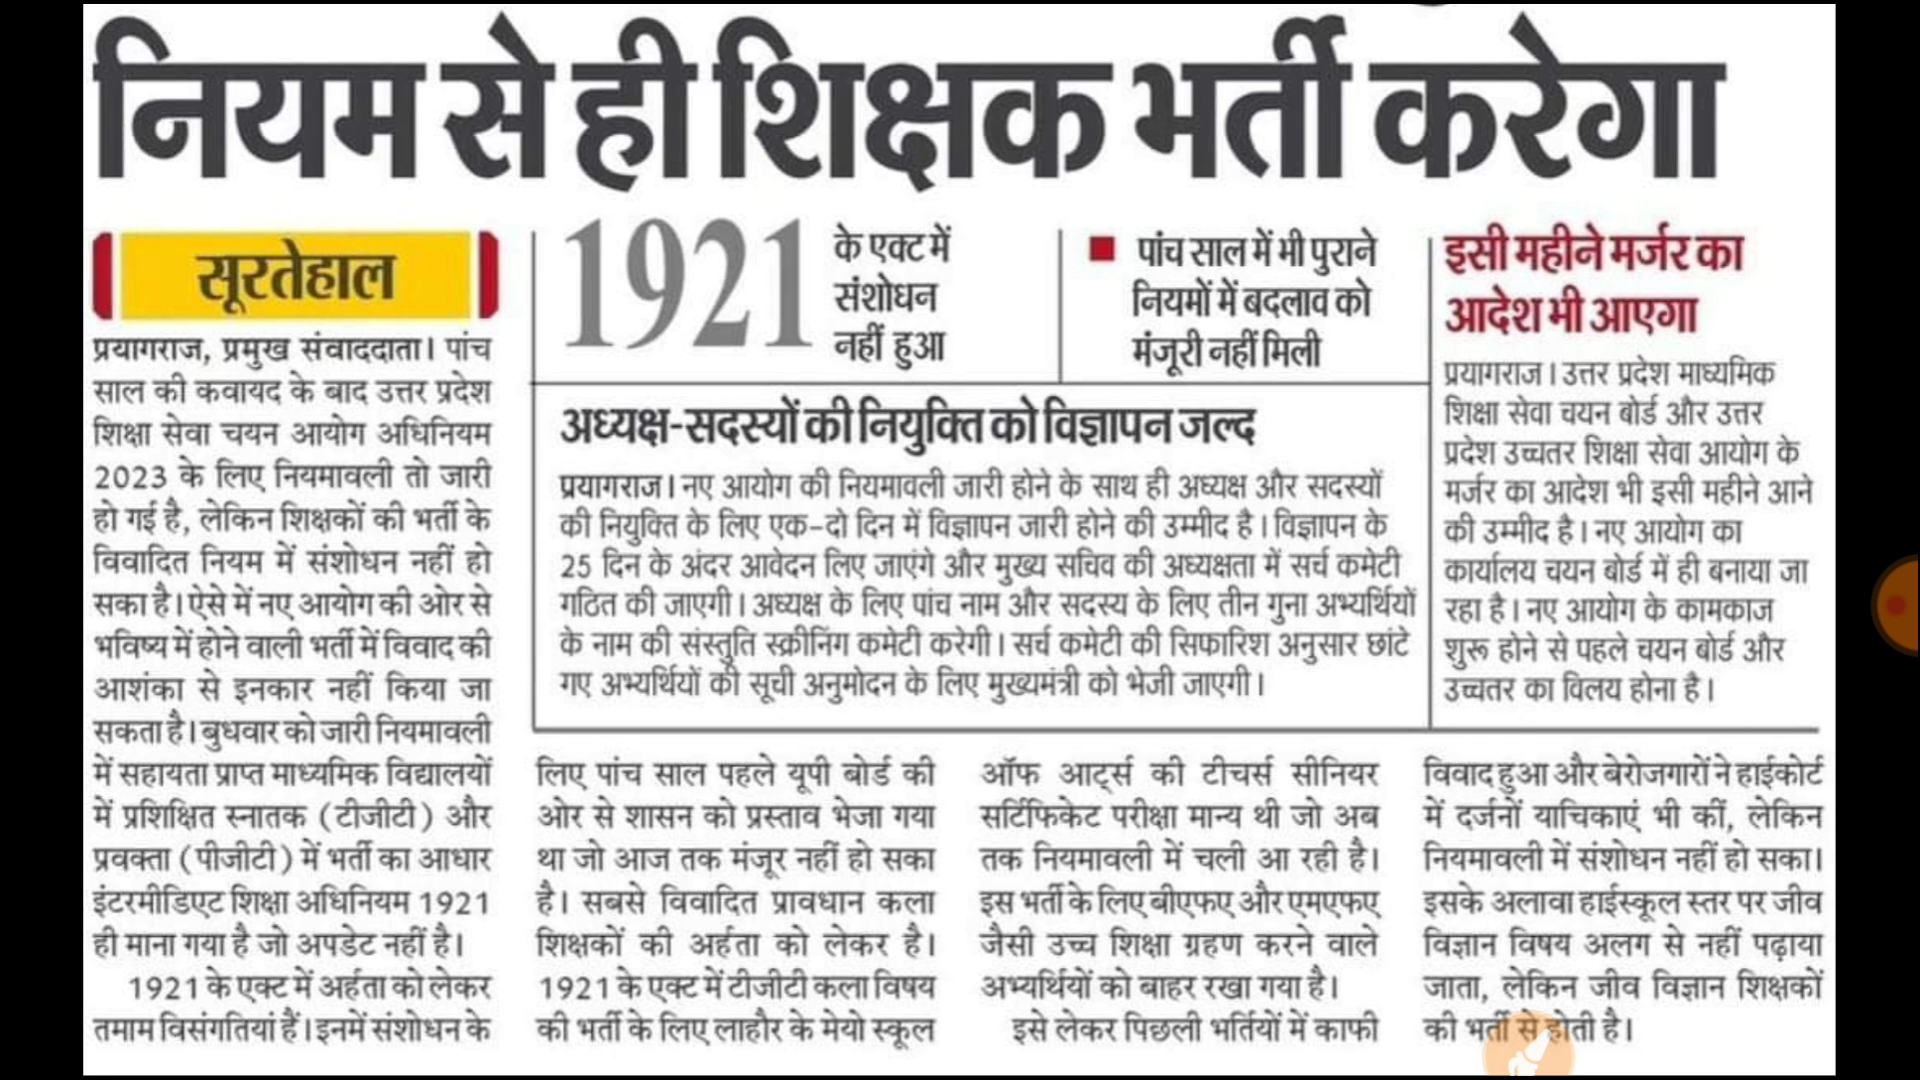 नियम से ही शिक्षक भर्ती करेगा
सूरतेहाल
प्रयागराज, प्रमुख संवाददाता। पांच
साल की कवायद के बाद उत्तर प्रदेश
शिक्षा सेवा चयन आयोग अधिनियम
2023 के लिए नियमावली तो जारी
हो गई है, लेकिन शिक्षकों की भर्ती के
विवादित नियम में संशोधन नहीं हो
सका है। ऐसे में नए आयोग की ओर से
भविष्य में होने वाली भर्ती में विवाद की
आशंका से इनकार नहीं किया जा
सकता है। बुधवार को जारी नियमावली
में सहायता प्राप्त माध्यमिक विद्यालयों
में प्रशिक्षित स्नातक (टीजीटी) और
प्रवक्ता (पीजीटी) में भर्ती का आधार
इंटरमीडिएट शिक्षा अधिनियम 1921
ही माना गया है जो अपडेट नहीं है।
1921 के एक्ट में अर्हता को लेकर
तमाम विसंगतियां हैं। इनमें संशोधन के
1921
के एक्ट में
संशोधन
नहीं हुआ
पांच साल में भी पुराने
नियमों में बदलाव को
मंजूरी नहीं मिली
अध्यक्ष-सदस्यों की नियुक्ति को विज्ञापन जल्द
प्रयागराज। नए आयोग की नियमावली जारी होने के साथ ही अध्यक्ष और सदस्यों
की नियुक्ति के लिए एक-दो दिन में विज्ञापन जारी होने की उम्मीद है। विज्ञापन के
25 दिन के अंदर आवेदन लिए जाएंगे और मुख्य सचिव की अध्यक्षता में सर्च कमेटी
गठित की जाएगी। अध्यक्ष के लिए पांच नाम और सदस्य के लिए तीन गुना अभ्यर्थियों
के नाम की संस्तुति स्क्रीनिंग कमेटी करेगी। सर्च कमेटी की सिफारिश अनुसार छांटे
गए अभ्यर्थियों की सूची अनुमोदन के लिए मुख्यमंत्री को भेजी जाएगी।
इसी महीने मर्जर का
आदेश भी आएगा
प्रयागराज। उत्तर प्रदेश माध्यमिक
शिक्षा सेवा चयन बोर्ड और उत्तर
प्रदेश उच्चतर शिक्षा सेवा आयोग के
मर्जर का आदेश भी इसी महीने आने
की उम्मीद है। नए आयोग का
कार्यालय चयन बोर्ड में ही बनाया जा
रहा है। नए आयोग के कामकाज
शुरू होने से पहले चयन बोर्ड और
उच्चतर का विलय होना है।
लिए पांच साल पहले यूपी बोर्ड की
ओर से शासन को प्रस्ताव भेजा गया
था जो आज तक मंजूर नहीं हो सका
है। सबसे विवादित प्रावधान कला
शिक्षकों की अर्हता को लेकर है।
1921 के एक्ट में टीजीटी कला विषय
की भर्ती के लिए लाहौर के मेयो स्कूल
ऑफ आर्ट्स की टीचर्स सीनियर
सर्टिफिकेट परीक्षा मान्य थी जो अब
तक नियमावली में चली आ रही है।
इस भर्ती के लिए बीएफए और एमएफए
जैसी उच्च शिक्षा ग्रहण करने वाले
अभ्यर्थियों को बाहर रखा गया है।
इसे लेकर पिछली भर्तियों में काफी
विवाद हुआ और बेरोजगारों ने हाईकोर्ट
में दर्जनों याचिकाएं भी कीं, लेकिन
नियमावली में संशोधन नहीं हो सका।
इसके अलावा हाईस्कूल स्तर पर जीव
विज्ञान विषय अलग से नहीं पढ़ाया
जाता, लेकिन जीव विज्ञान शिक्षकों
की भर्ती से होती है।